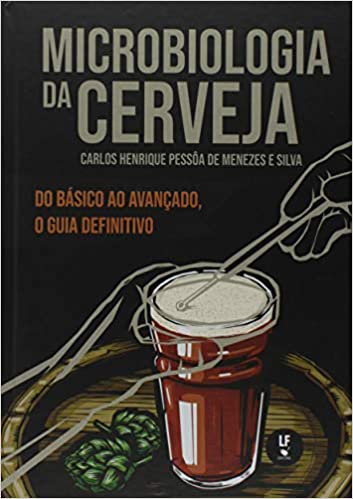 MICROBIOLOGIA
DA CERVEJA
CARLOS HENRIQUE PESSÔA DE MENEZES E SILVA
DO BÁSICO AO AVANÇADO,
O GUIA DEFINITIVO
LF